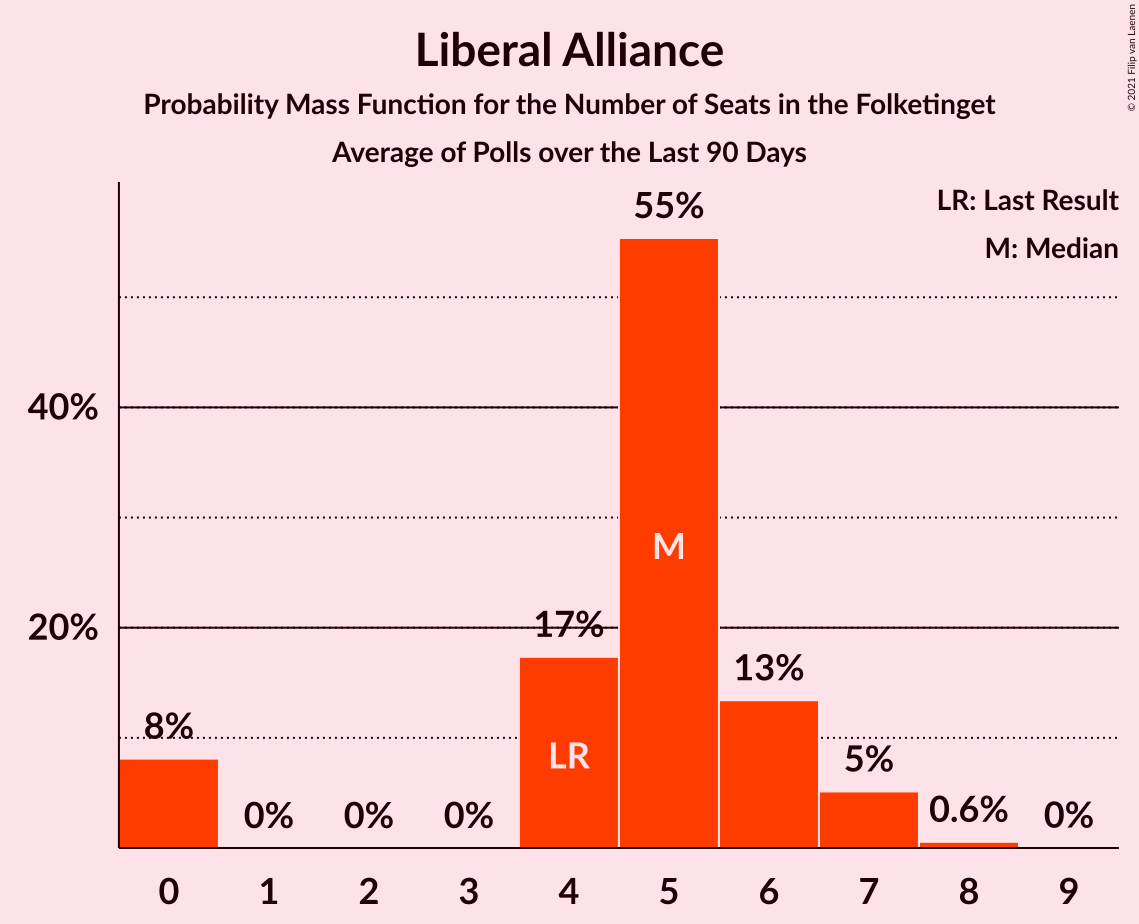 Liberal Alliance
Probability Mass Function for the Number of Seats in the Folketinget
Average of Polls over the Last 90 Days
© 2021 Filip van Laenen
LR: Last Result
M: Median
55%
40%
M
20%
17%
13%
8%
LR
5%
0%
0%
0%
0.6%
0%
0 1 2 3 4 5 6 7 8 9